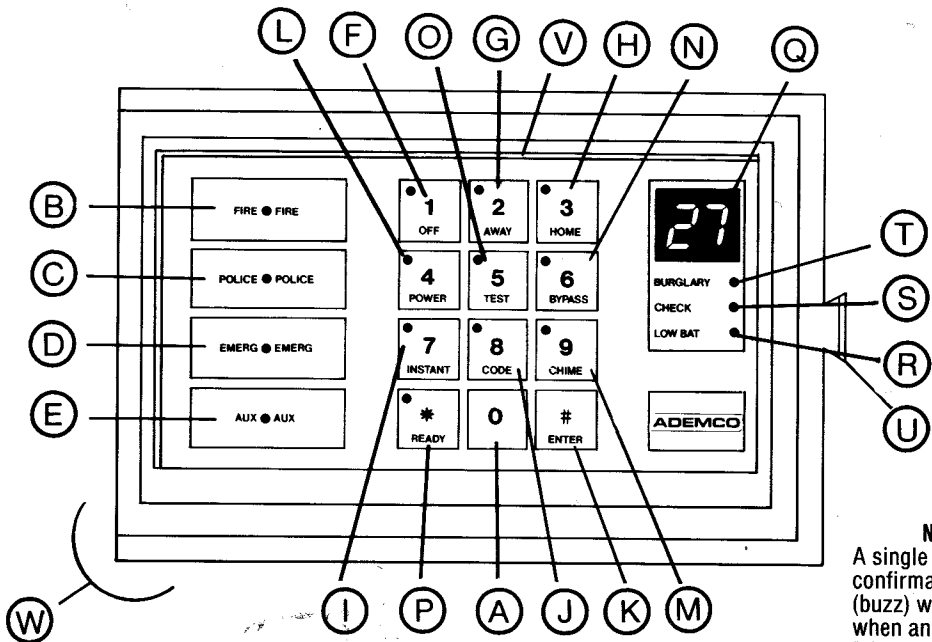 L F O G V H N Q
B
FIRE ● FIRE
1
OFF
2
AWAY
3
HOME
27
C
POLICE ● POLICE
4
POWER
5
TEST
6
BYPASS
BURGLARY
T
CHECK
S
LOW BAT
D
EMERG ● EMERG
7
INSTANT
8
CODE
9
CHIME
R
E
AUX ● AUX
*
READY
0
#
ENTER
ADEMCO
U
W
I P A J K M
A single
confirma
(buzz) w
when an